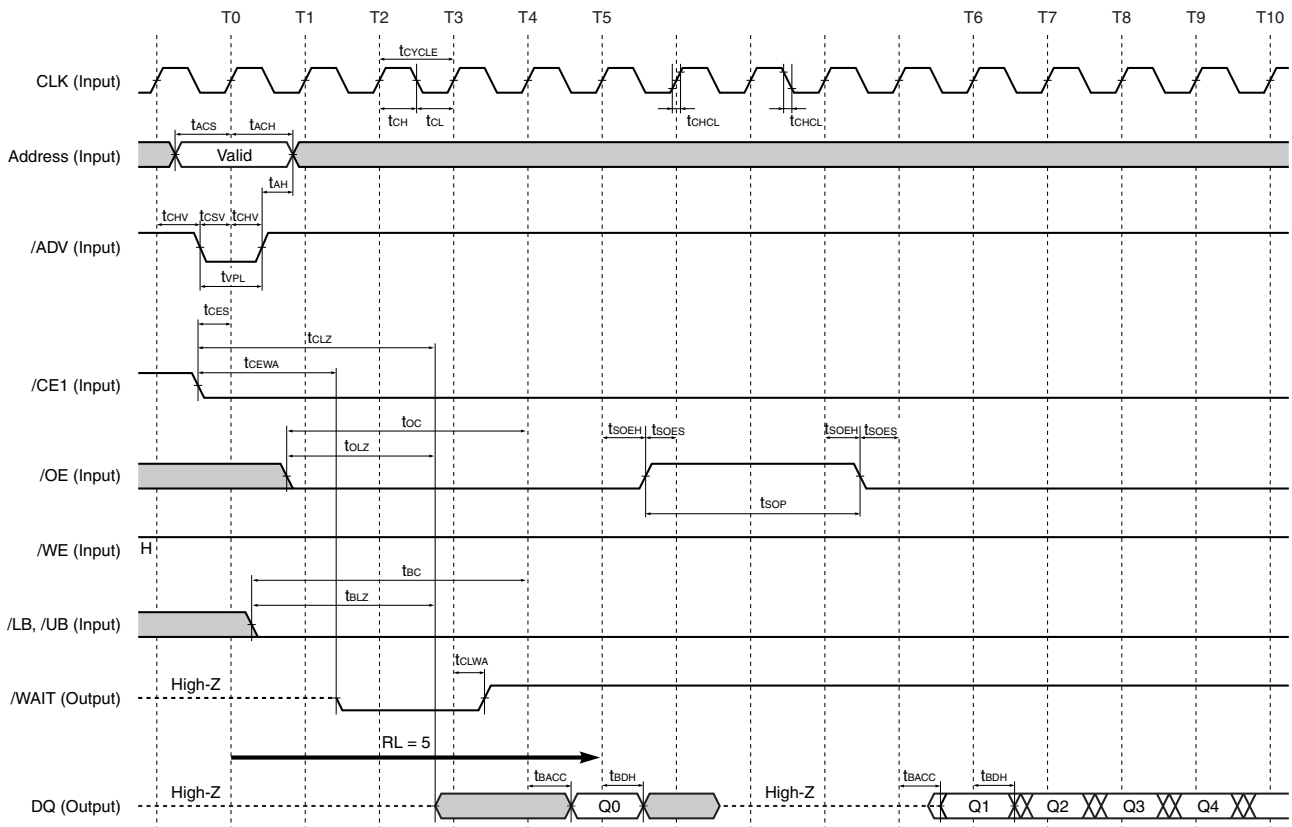 T0 T1 T2 T3 T4 T5 T6 T7 T8 T9 T10
tCYCLE
CLK (Input)
tCH tCL tCHCL tCHCL
tACS tACH
Address (Input) Valid
tAH
tCHV tCSV tCHV
/ADV (Input)
tVPL
tCES
tCLZ
tCEWA
/CE1 (Input)
tOC
tSOEH tSOES tSOEH tSOES
tOLZ
/OE (Input)
tSOP
/WE (Input) H
tBC
tBLZ
/LB, /UB (Input)
tCLWA
High-Z
/WAIT (Output)
RL = 5
tBACC tBDH tBACC tBDH
High-Z High-Z
DQ (Output) Q0 Q1 Q2 Q3 Q4